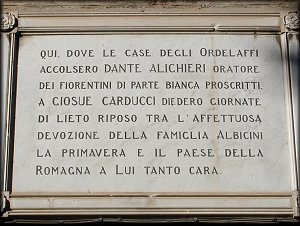 QUI, DOVE LE CASE DEGLI ORDELAFFI
ACCOLSERO DANTE ALIGHIERI ORATORE
DEI FIORENTINI DI PARTE BIANCA PROSCRITTI,
A GIOSUE CARDUCCI DIEDERO GIORNATE
DI LIETO RIPOSO TRA L'AFFETTUOSA
DEVOZIONE DELLA FAMIGLIA ALBICINI
LA PRIMAVERA E IL PAESE DELLA
ROMAGNA A LUI TANTO CARA.